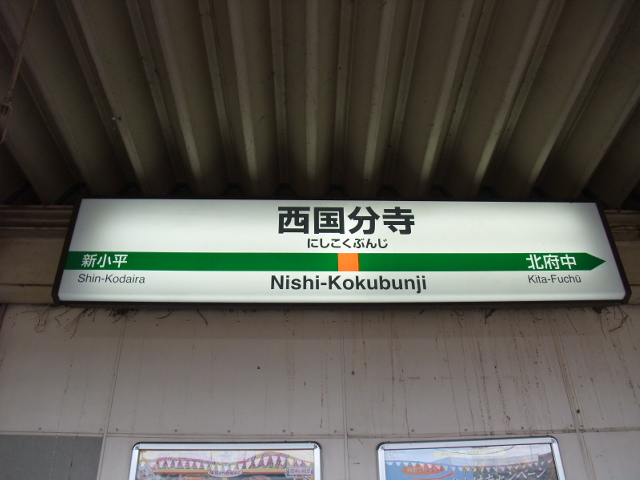 西国分寺
にしこくぶんじ
新小平
北府中
Shin-Kodaira
Nishi-Kokubunji
Kita-Fuchū